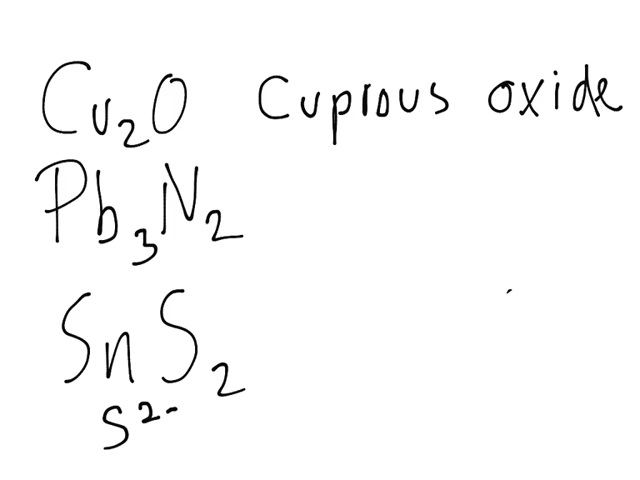 Cu₂O Cuprous oxide
Pb₃N₂
SnS₂
S²⁻